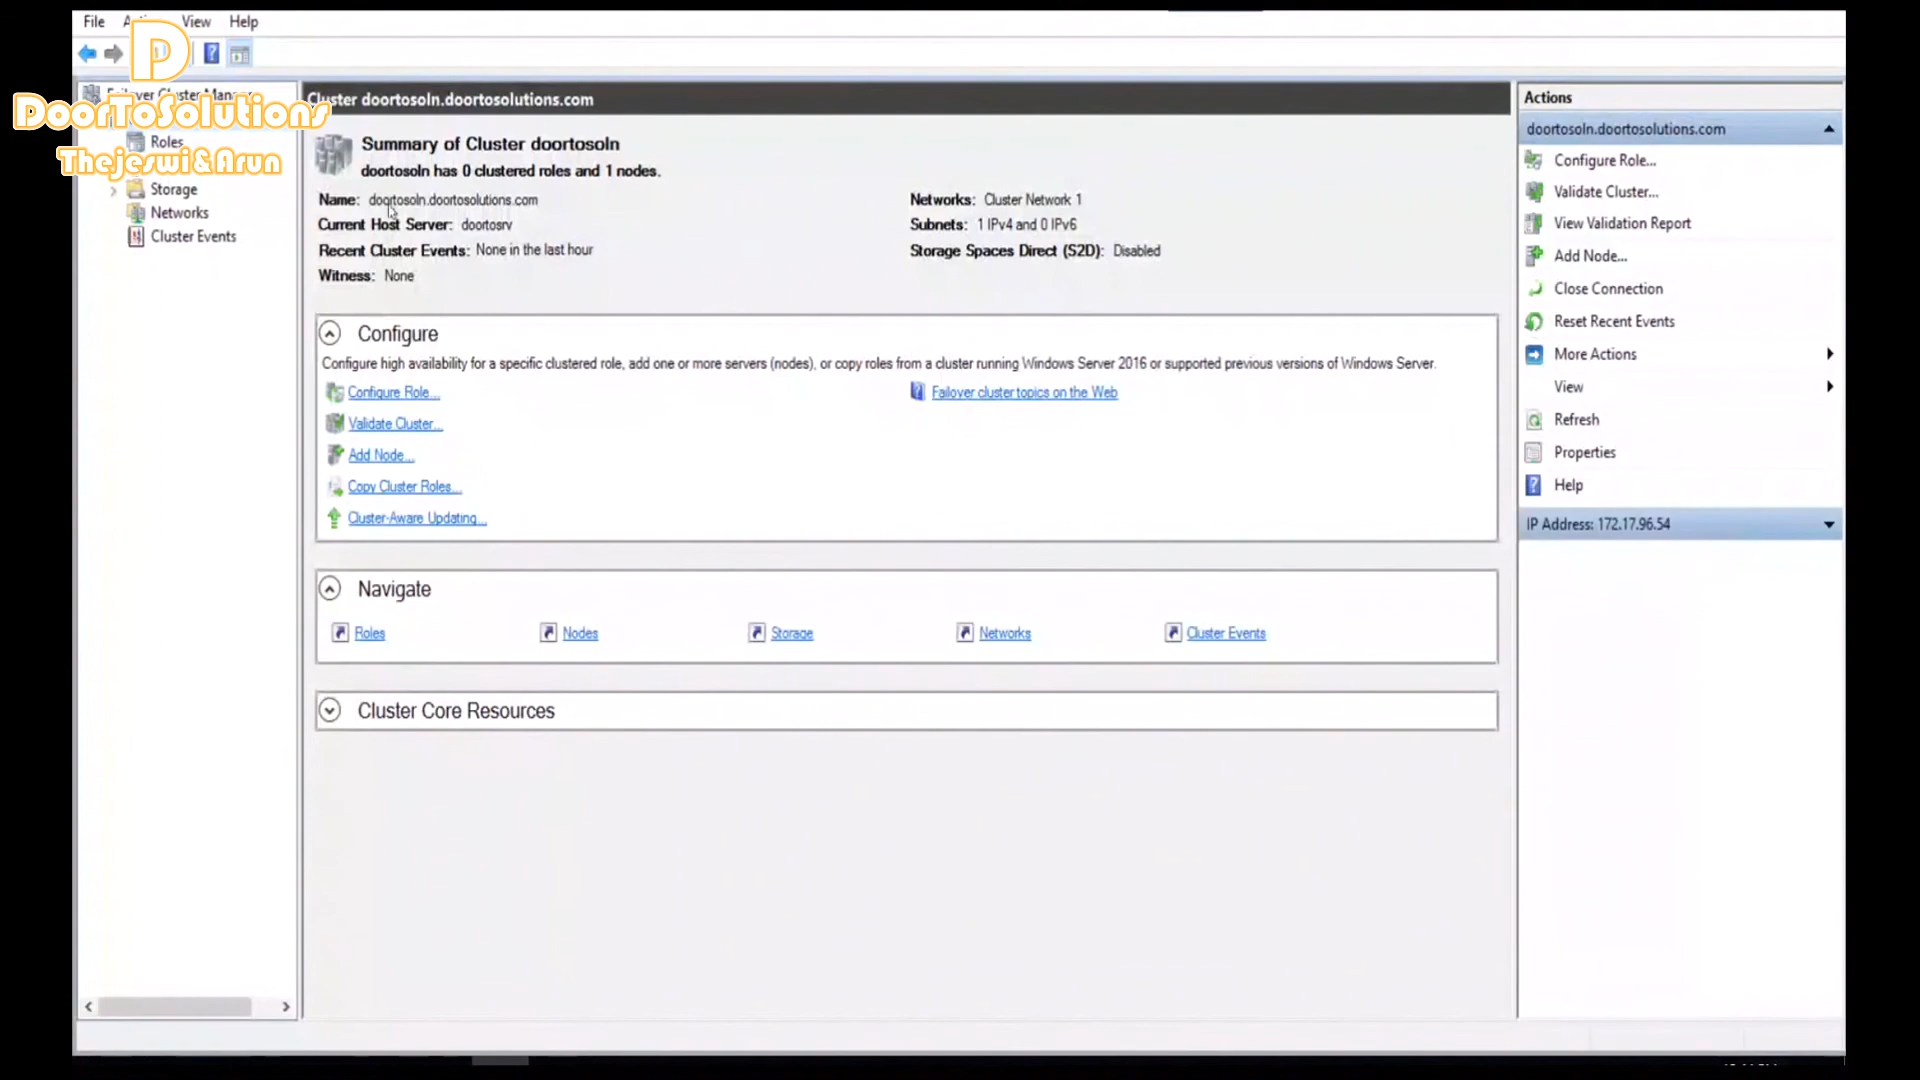 File View Help
D
DoorToSolutions
Thejeswi&Arun
Roles
Storage
Networks
Cluster Events
Cluster doortosoln.doortosolutions.com
Summary of Cluster doortosoln
doortosoln has 0 clustered roles and 1 nodes.
Name: doortosoln.doortosolutions.com
Networks: Cluster Network 1
Current Host Server: doortosrv
Subnets: 1 IPv4 and 0 IPv6
Recent Cluster Events: None in the last hour
Storage Spaces Direct (S2D): Disabled
Witness: None
Configure
Configure high availability for a specific clustered role, add one or more servers (nodes), or copy roles from a cluster running Windows Server 2016 or supported previous versions of Windows Server.
Configure Role...
Failover cluster topics on the Web
Validate Cluster...
Add Node...
Copy Cluster Roles...
Cluster-Aware Updating...
Navigate
Roles
Nodes
Storage
Networks
Cluster Events
Cluster Core Resources
Actions
doortosoln.doortosolutions.com
Configure Role...
Validate Cluster...
View Validation Report
Add Node...
Close Connection
Reset Recent Events
More Actions
View
Refresh
Properties
Help
IP Address: 172.17.96.54